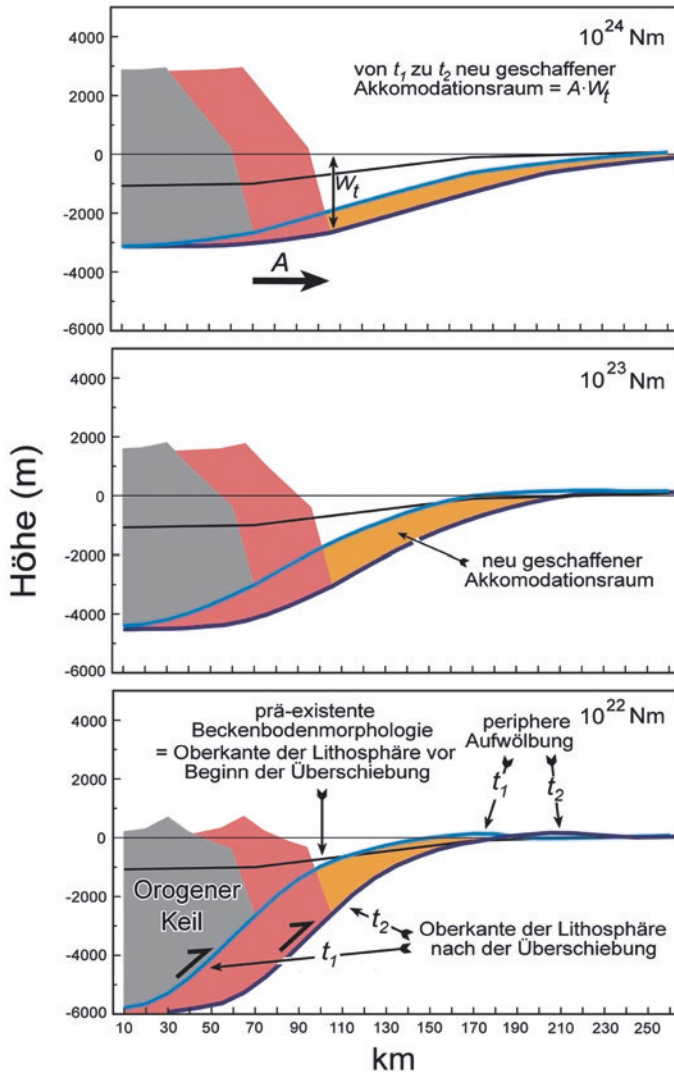 4000
2000
0
-2000
-4000
-6000
10²⁴ Nm
von t₁ zu t₂ neu geschaffener
Akkomodationsraum = A·Wₜ
Wₜ
A
4000
2000
0
-2000
-4000
-6000
10²³ Nm
neu geschaffener
Akkomodationsraum
Höhe (m)
4000
2000
0
-2000
-4000
-6000
10²² Nm
prä-existente
Beckenbodenmorphologie
= Oberkante der Lithosphäre vor
Beginn der Überschiebung
periphere
Aufwölbung
t₁
t₂
Orogener
Keil
t₂
t₁
Oberkante der Lithosphäre
nach der Überschiebung
10 30 50 70 90 110 130 150 170 190 210 230 250
km